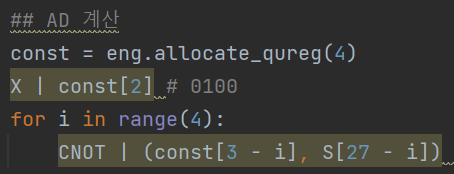 ## AD 계산
const = eng.allocate_qureg(4)
X | const[2] # 0100
for i in range(4):
    CNOT | (const[3 - i], S[27 - i])